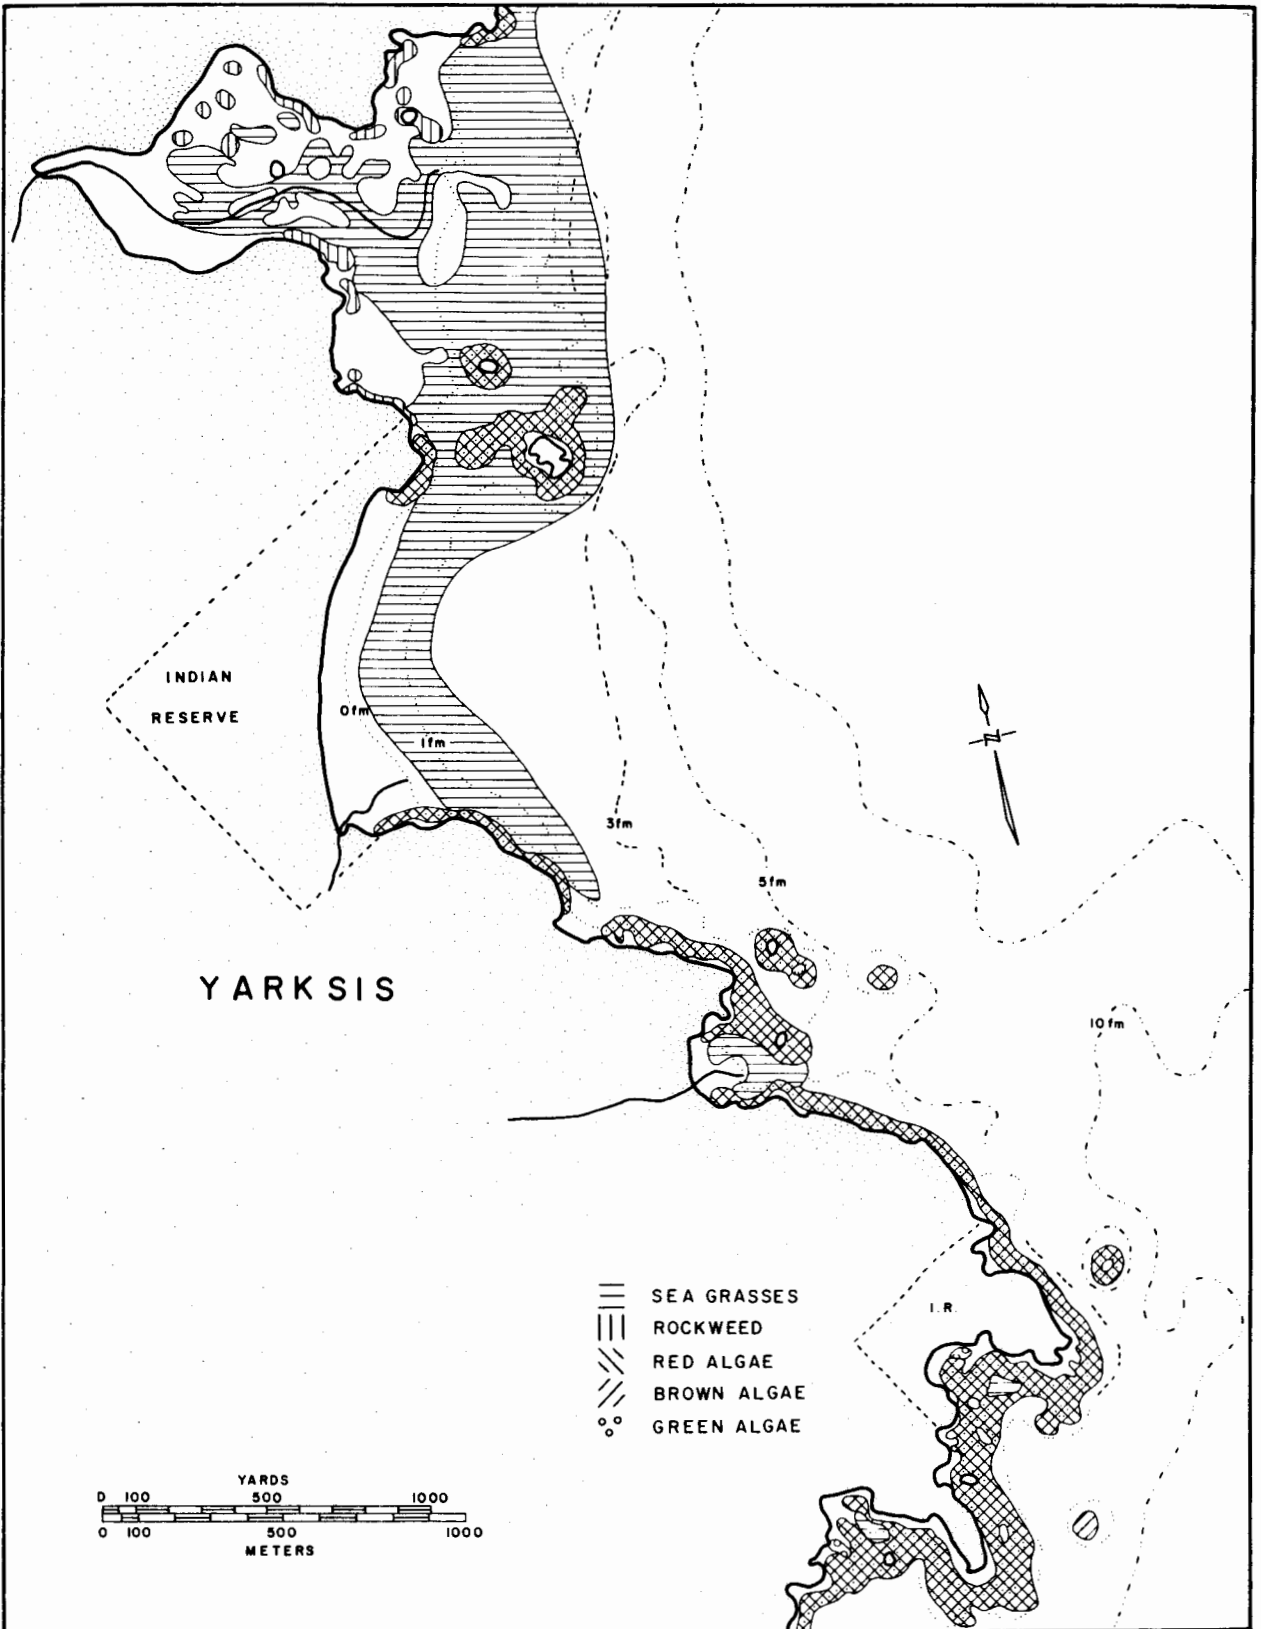 INDIAN
RESERVE
0fm
1fm
3fm
5fm
YARKSIS
10fm
N
I.R.
SEA GRASSES
ROCKWEED
RED ALGAE
BROWN ALGAE
GREEN ALGAE
YARDS
0 100 500 1000
0 100 500 1000
METERS